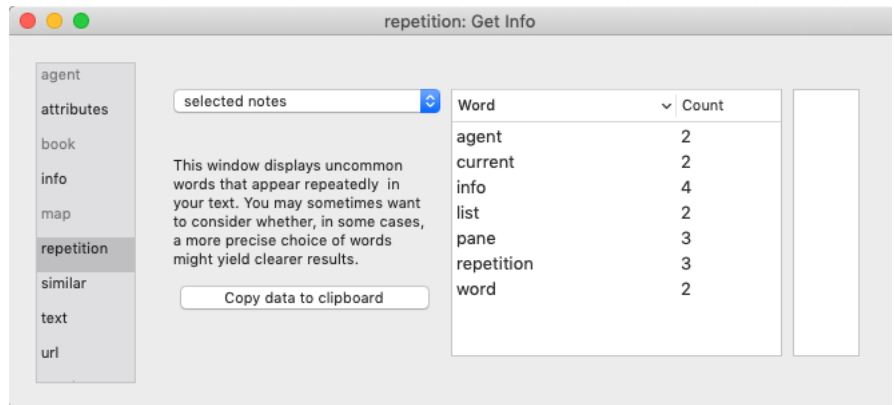 repetition: Get Info
agent
attributes
book
info
map
repetition
similar
text
url
selected notes
This window displays uncommon
words that appear repeatedly in
your text. You may sometimes want
to consider whether, in some cases,
a more precise choice of words
might yield clearer results.
Copy data to clipboard
Word Count
agent 2
current 2
info 4
list 2
pane 3
repetition 3
word 2